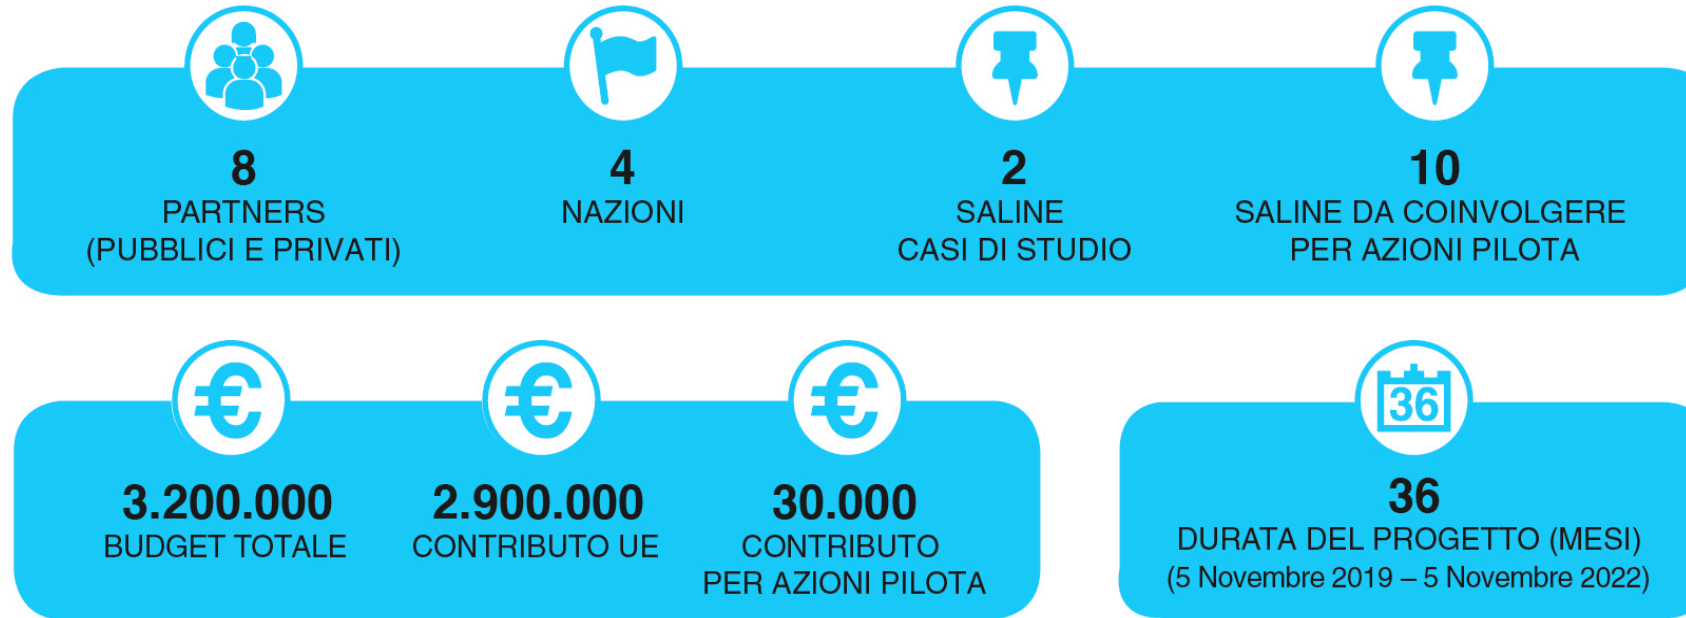 8
PARTNERS
(PUBBLICI E PRIVATI)
4
NAZIONI
2
SALINE
CASI DI STUDIO
10
SALINE DA COINVOLGERE
PER AZIONI PILOTA
€
3.200.000
BUDGET TOTALE
€
2.900.000
CONTRIBUTO UE
€
30.000
CONTRIBUTO
PER AZIONI PILOTA
36
36
DURATA DEL PROGETTO (MESI)
(5 Novembre 2019 – 5 Novembre 2022)